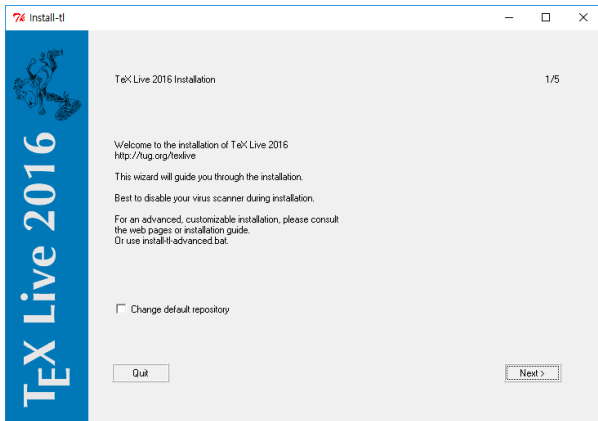 Install-tl
TeX Live 2016
TeX Live 2016 Installation 1/5
Welcome to the installation of TeX Live 2016
http://tug.org/texlive
This wizard will guide you through the installation.
Best to disable your virus scanner during installation.
For an advanced, customizable installation, please consult
the web pages or installation guide.
Or use install-tl-advanced.bat.
Change default repository
Quit
Next >